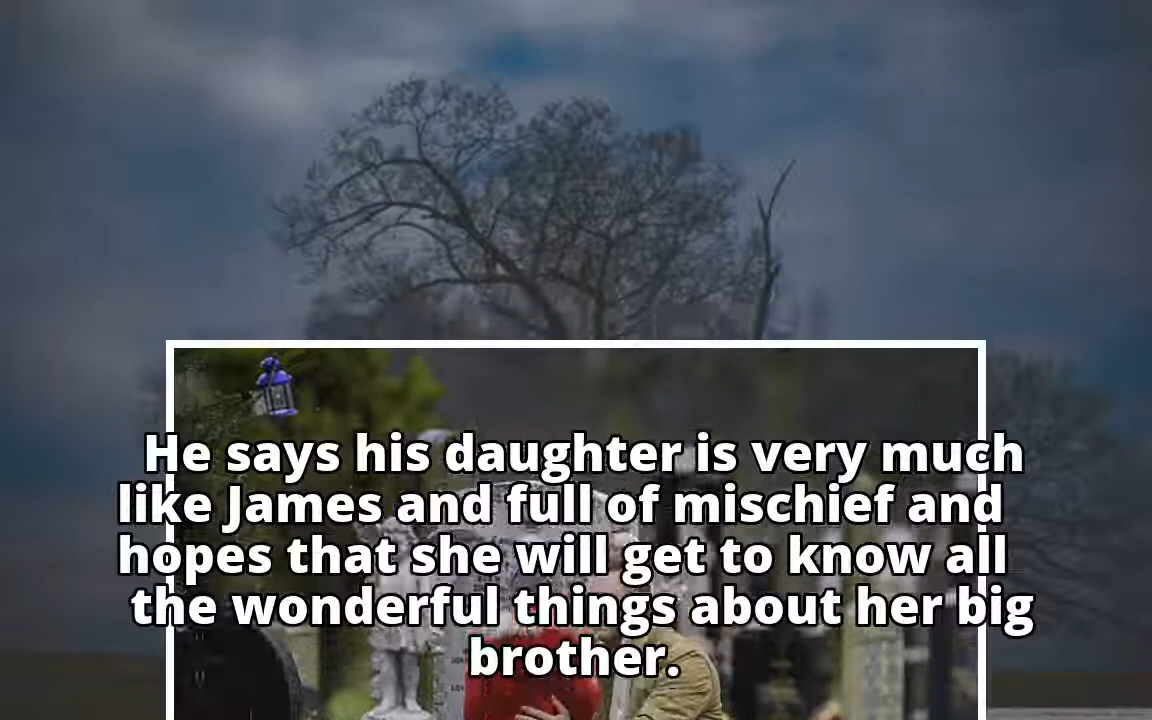 He says his daughter is very much
like James and full of mischief and
hopes that she will get to know all
the wonderful things about her big
brother.